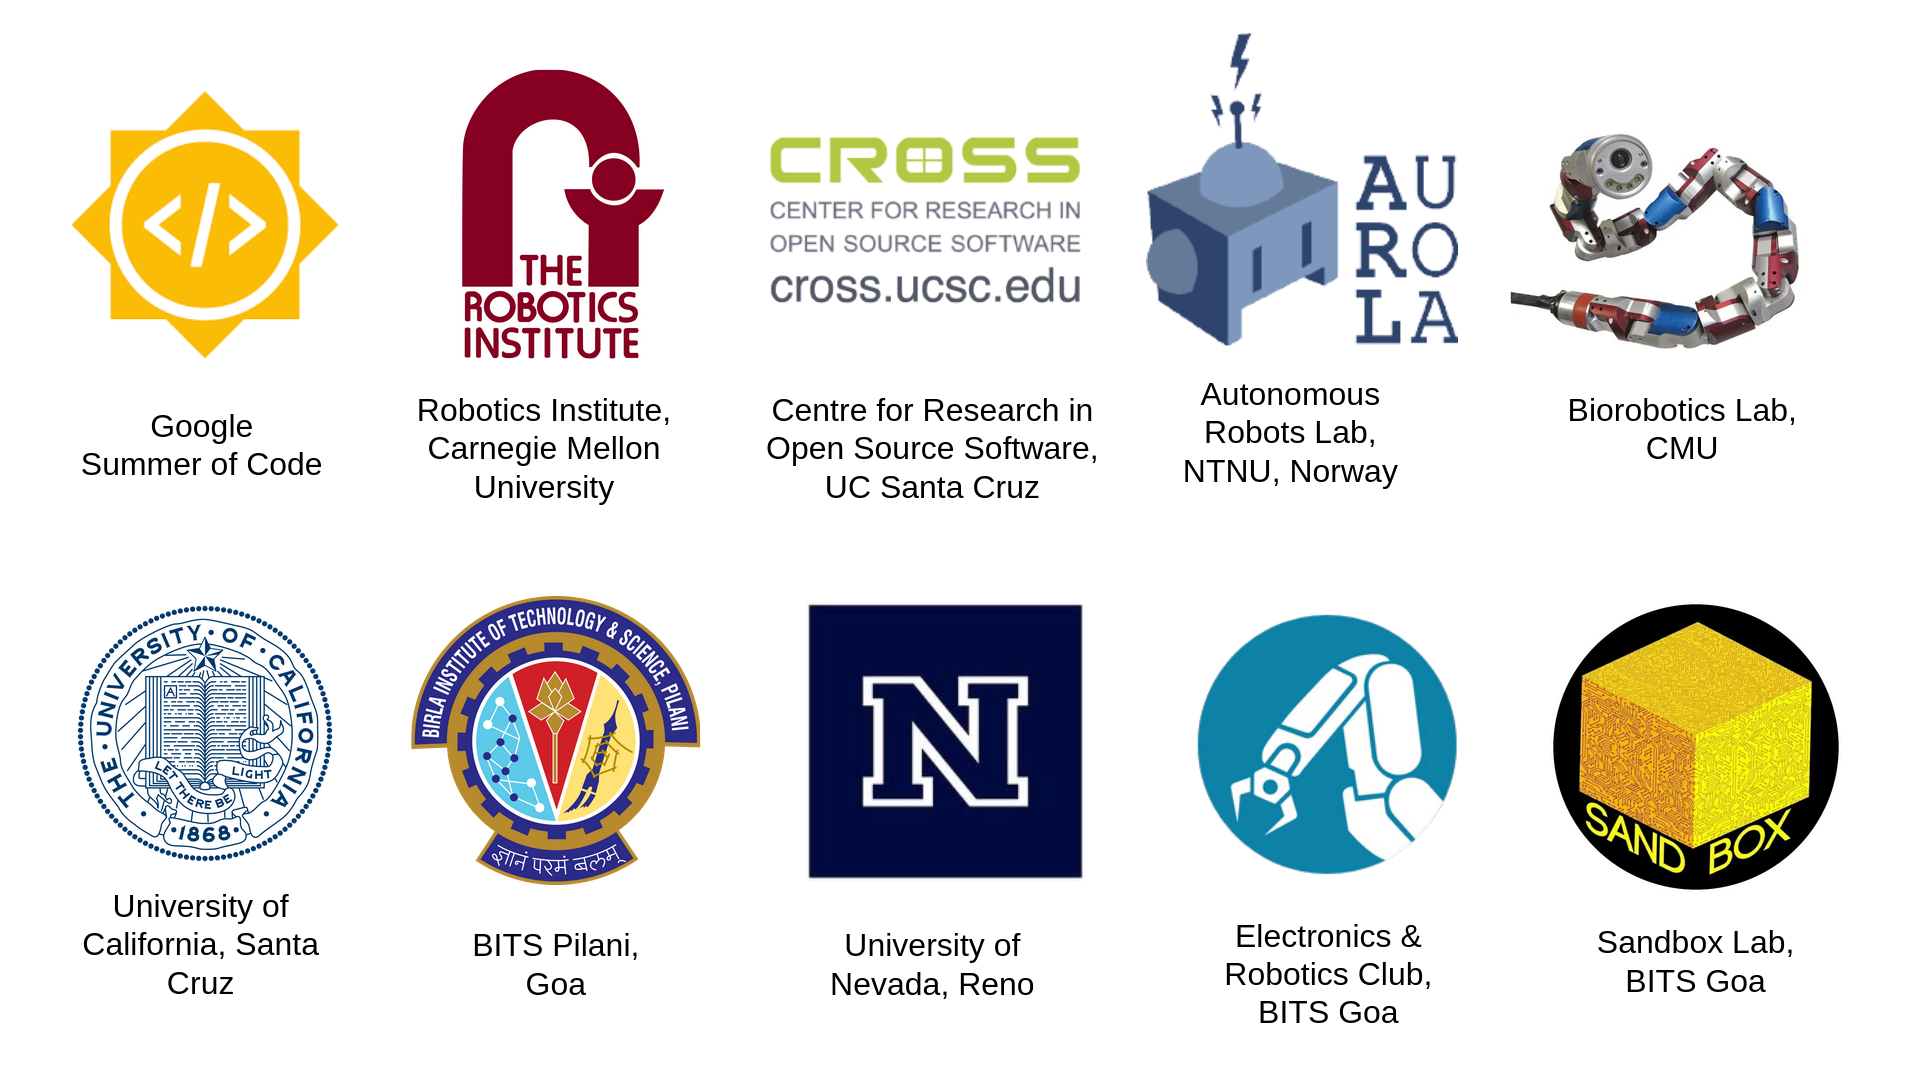 </>
THE
ROBOTICS
INSTITUTE
CROSS
CENTER FOR RESEARCH IN
OPEN SOURCE SOFTWARE
cross.ucsc.edu
AU
RO
LA
Google
Summer of Code
Robotics Institute,
Carnegie Mellon
University
Centre for Research in
Open Source Software,
UC Santa Cruz
Autonomous
Robots Lab,
NTNU, Norway
Biorobotics Lab,
CMU
THE · UNIVERSITY · OF · CALIFORNIA ·
A
LET THERE BE
LIGHT
·1868·
BIRLA INSTITUTE OF TECHNOLOGY & SCIENCE, PILANI
ज्ञानं परमं बलम्
N
SAND BOX
University of
California, Santa
Cruz
BITS Pilani,
Goa
University of
Nevada, Reno
Electronics &
Robotics Club,
BITS Goa
Sandbox Lab,
BITS Goa